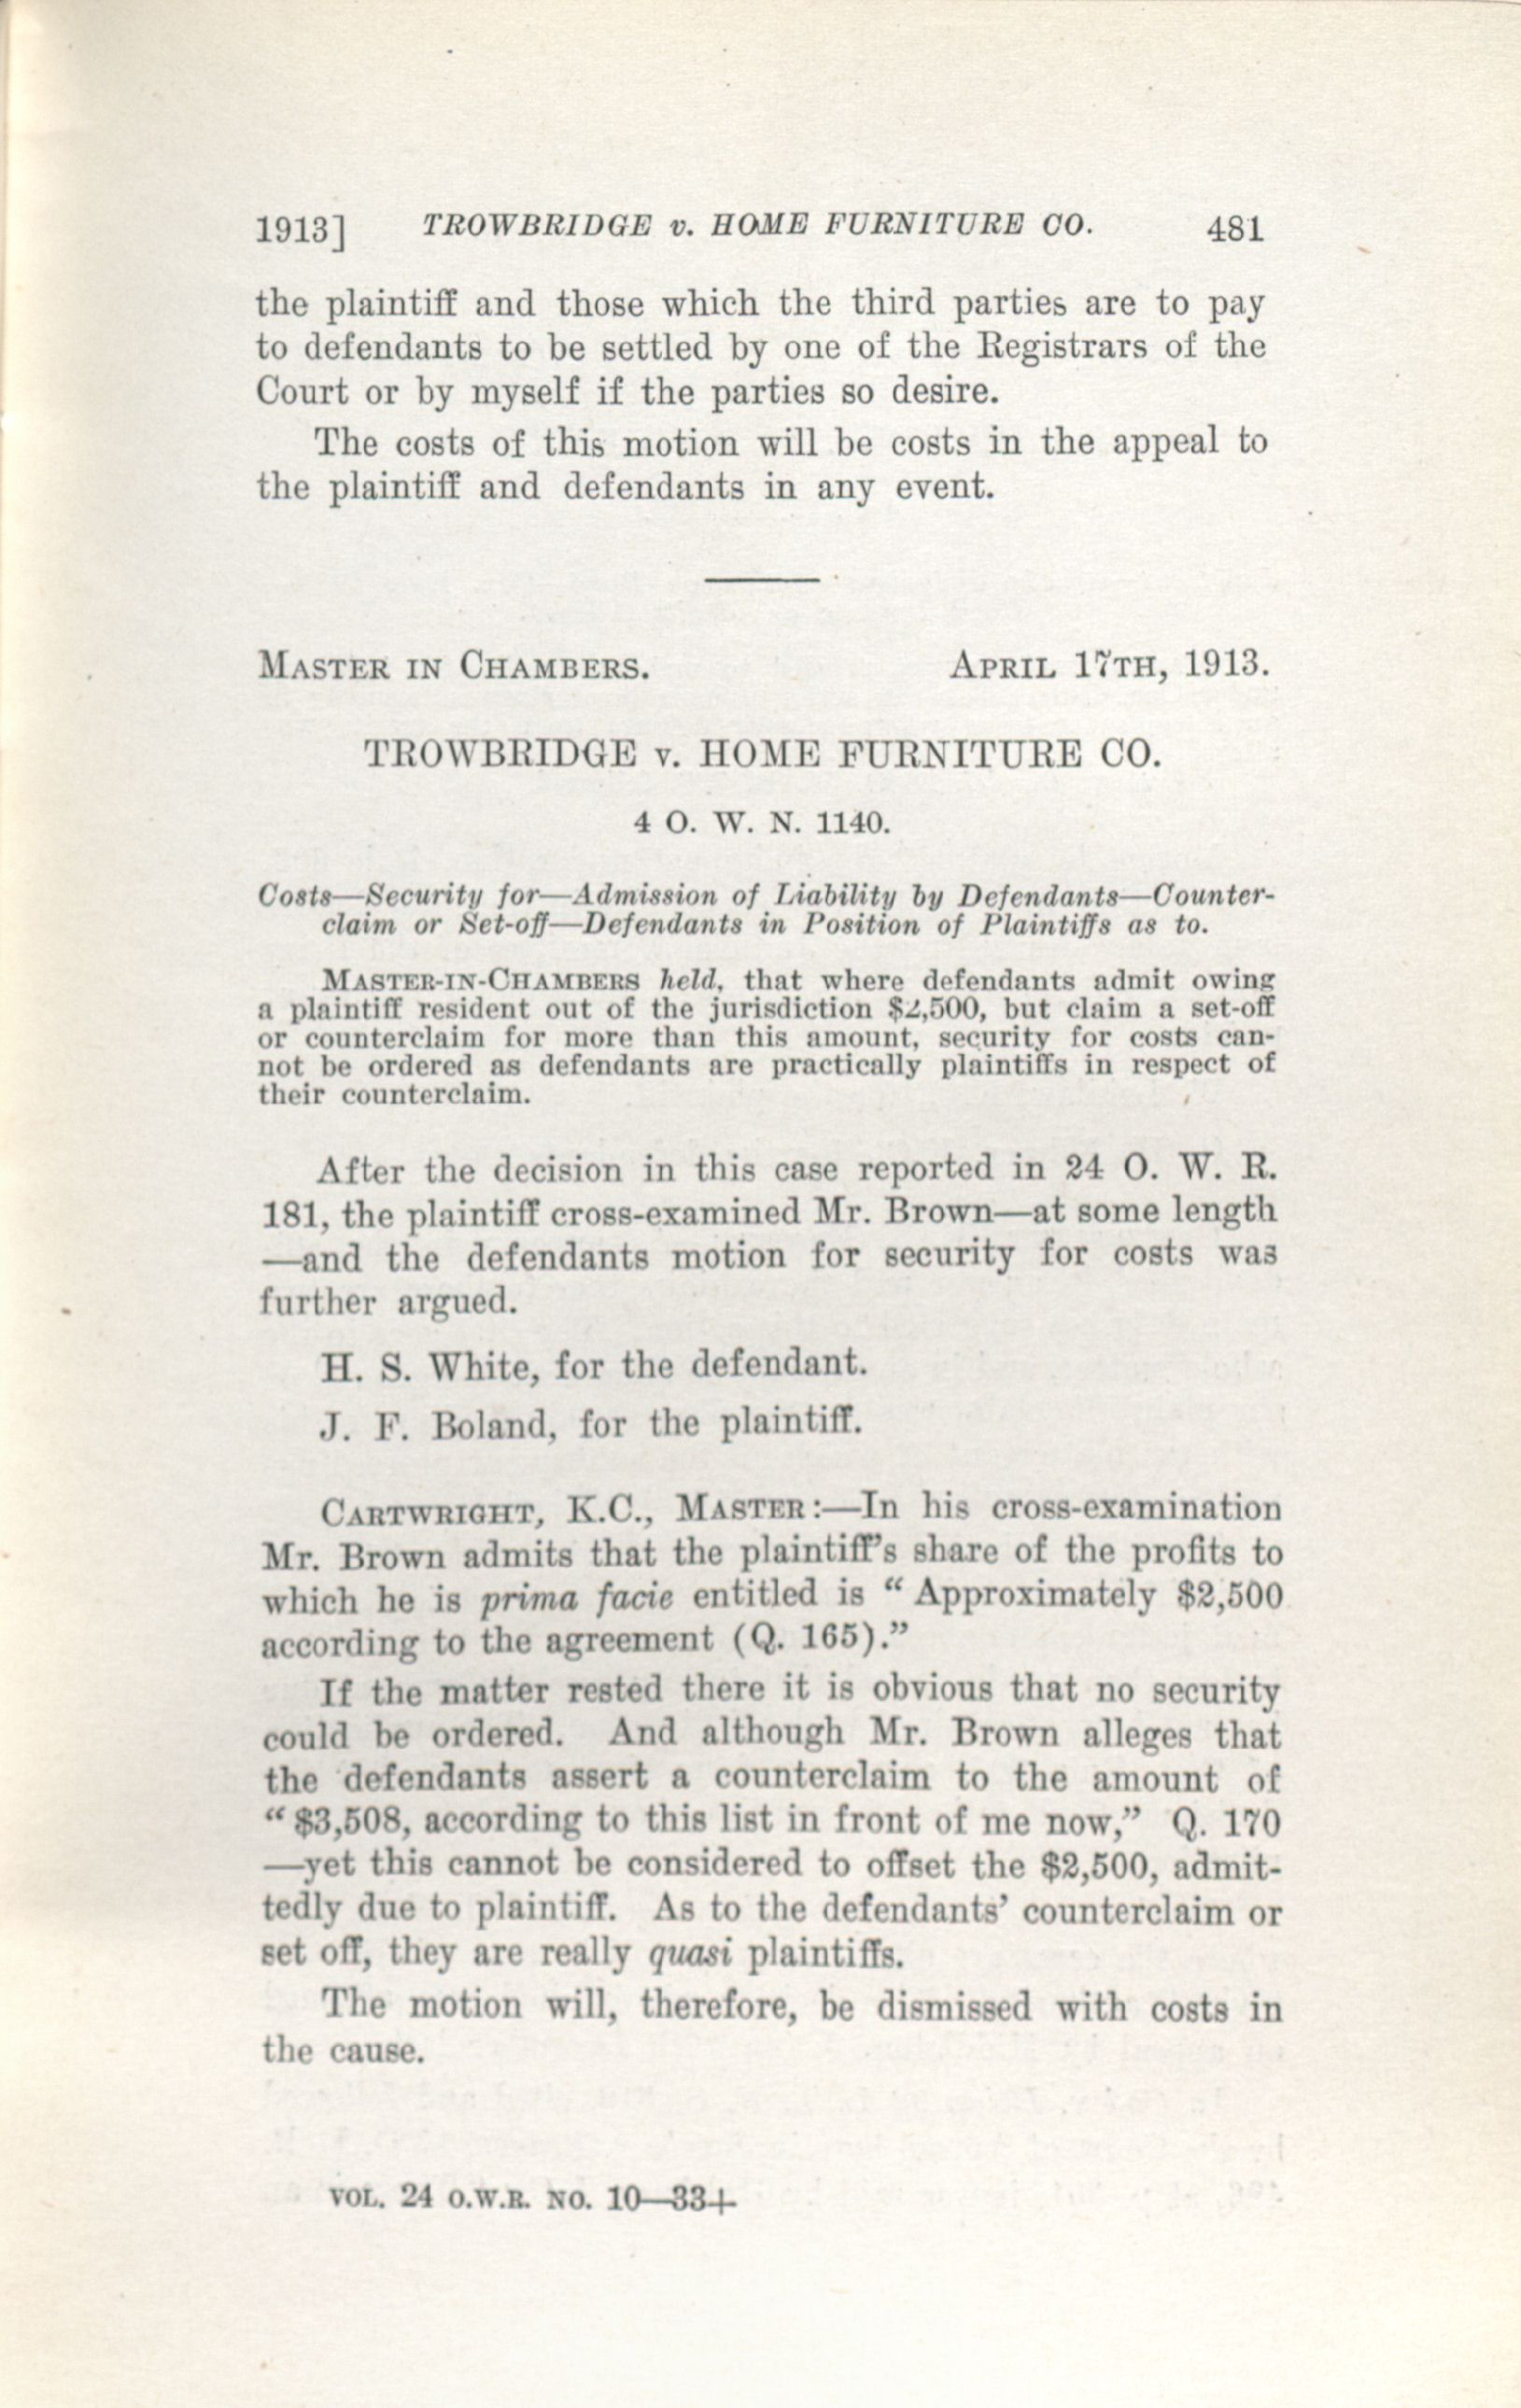 1913] TROWBRIDGE v. HOME FURNITURE CO. 481
the plaintiff and those which the third parties are to pay
to defendants to be settled by one of the Registrars of the
Court or by myself if the parties so desire.
The costs of this motion will be costs in the appeal to
the plaintiff and defendants in any event.
MASTER IN CHAMBERS. APRIL 17TH, 1913.
TROWBRIDGE v. HOME FURNITURE CO.
4 O. W. N. 1140.
Costs—Security for—Admission of Liability by Defendants—Counter-
claim or Set-off—Defendants in Position of Plaintiffs as to.
MASTER-IN-CHAMBERS held, that where defendants admit owing
a plaintiff resident out of the jurisdiction $2,500, but claim a set-off
or counterclaim for more than this amount, security for costs can-
not be ordered as defendants are practically plaintiffs in respect of
their counterclaim.
After the decision in this case reported in 24 O. W. R.
181, the plaintiff cross-examined Mr. Brown—at some length
—and the defendants motion for security for costs was
further argued.
H. S. White, for the defendant.
J. F. Boland, for the plaintiff.
CARTWRIGHT, K.C., MASTER:—In his cross-examination
Mr. Brown admits that the plaintiff's share of the profits to
which he is prima facie entitled is “ Approximately $2,500
according to the agreement (Q. 165).”
If the matter rested there it is obvious that no security
could be ordered. And although Mr. Brown alleges that
the defendants assert a counterclaim to the amount of
“ $3,508, according to this list in front of me now,” Q. 170
—yet this cannot be considered to offset the $2,500, admit-
tedly due to plaintiff. As to the defendants’ counterclaim or
set off, they are really quasi plaintiffs.
The motion will, therefore, be dismissed with costs in
the cause.
VOL. 24 O.W.R. NO. 10—33+